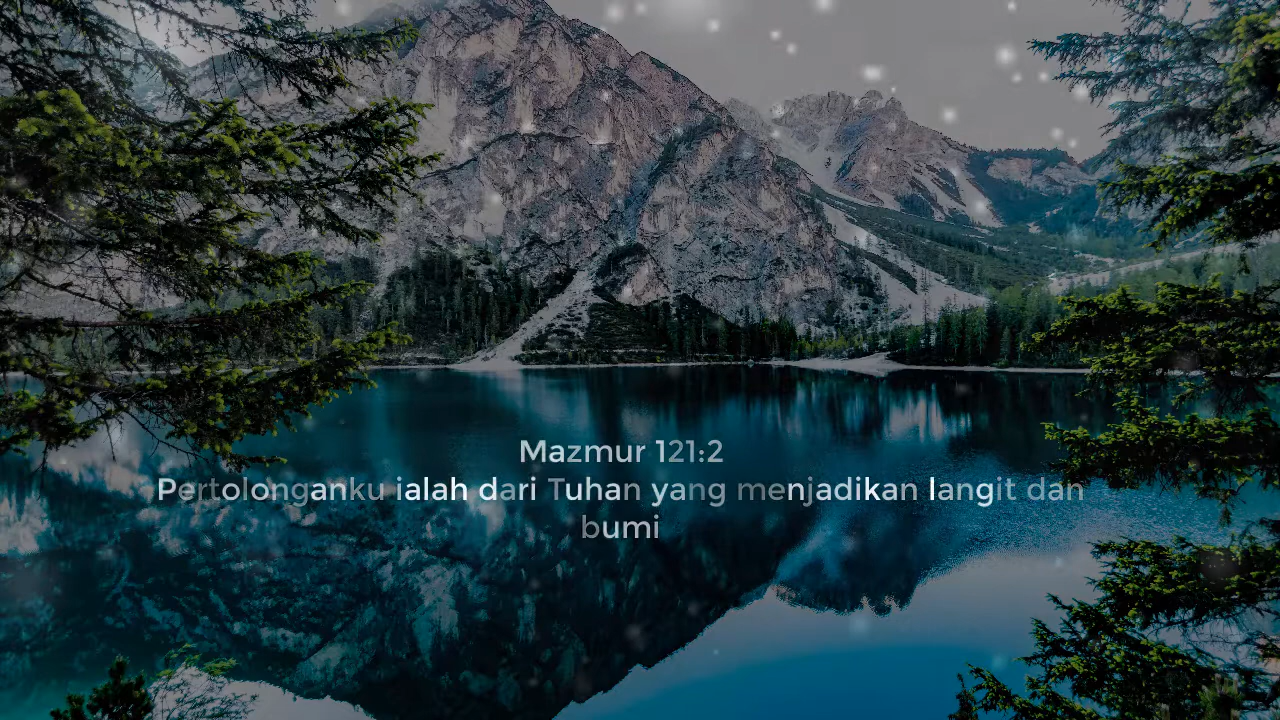 Mazmur 121:2
Pertolonganku ialah dari Tuhan yang menjadikan langit dan
bumi